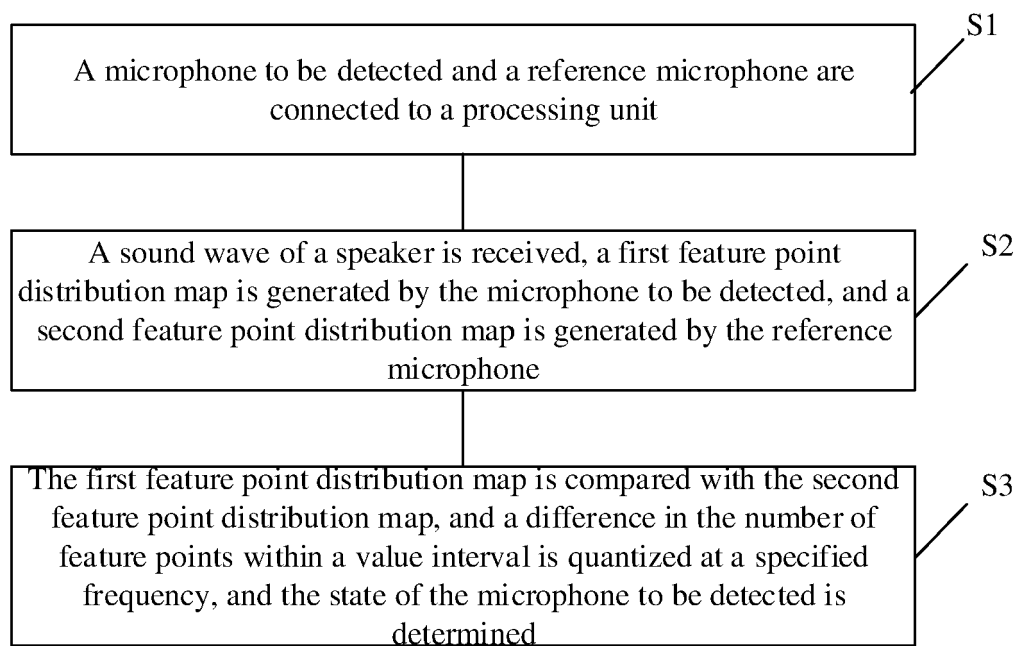 S1
A microphone to be detected and a reference microphone are
connected to a processing unit
S2
A sound wave of a speaker is received, a first feature point
distribution map is generated by the microphone to be detected, and a
second feature point distribution map is generated by the reference
microphone
S3
The first feature point distribution map is compared with the second
feature point distribution map, and a difference in the number of
feature points within a value interval is quantized at a specified
frequency, and the state of the microphone to be detected is
determined